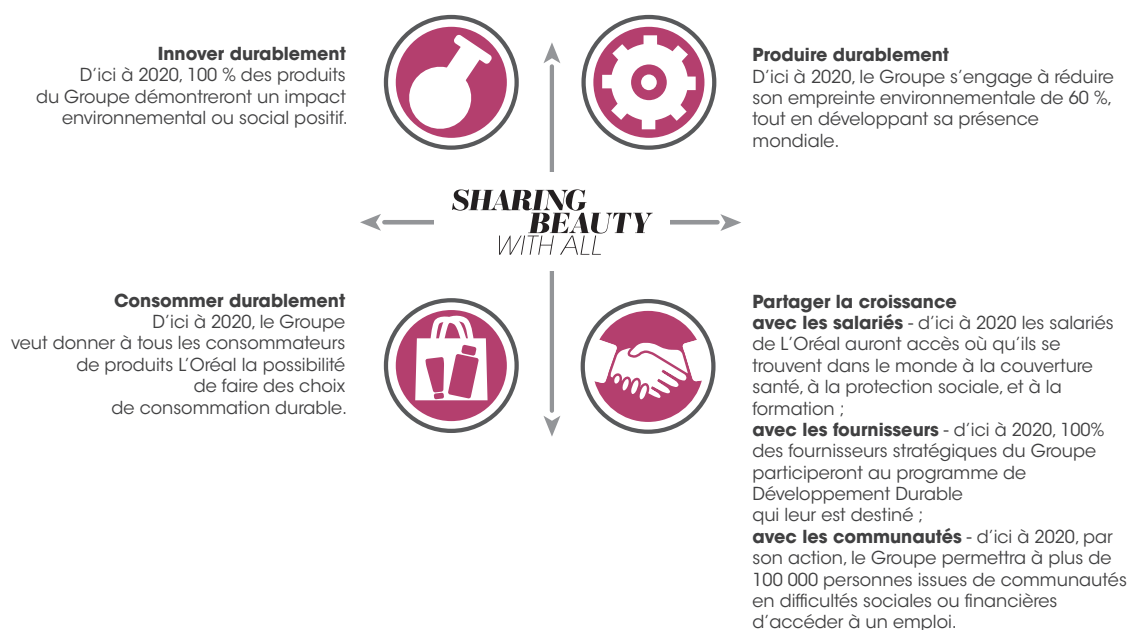 Innover durablement
D'ici à 2020, 100 % des produits
du Groupe démontreront un impact
environnemental ou social positif.
Produire durablement
D'ici à 2020, le Groupe s'engage à réduire
son empreinte environnementale de 60 %,
tout en développant sa présence
mondiale.
SHARING
BEAUTY
WITH ALL
Consommer durablement
D'ici à 2020, le Groupe
veut donner à tous les consommateurs
de produits L'Oréal la possibilité
de faire des choix
de consommation durable.
Partager la croissance
avec les salariés - d'ici à 2020 les salariés
de L'Oréal auront accès où qu'ils se
trouvent dans le monde à la couverture
santé, à la protection sociale, et à la
formation ;
avec les fournisseurs - d'ici à 2020, 100%
des fournisseurs stratégiques du Groupe
participeront au programme de
Développement Durable
qui leur est destiné ;
avec les communautés - d'ici à 2020, par
son action, le Groupe permettra à plus de
100 000 personnes issues de communautés
en difficultés sociales ou financières
d'accéder à un emploi.